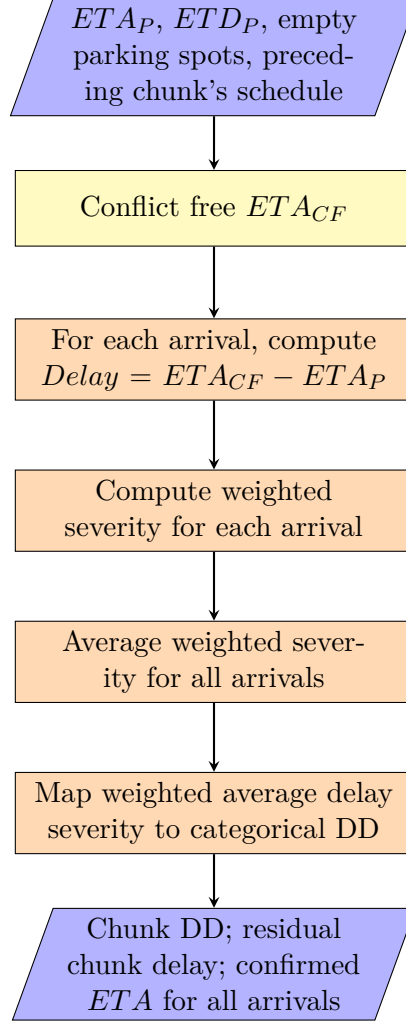 ETA_P, ETD_P, empty
parking spots, preced-
ing chunk's schedule
Conflict free ETA_CF
For each arrival, compute
Delay = ETA_CF − ETA_P
Compute weighted
severity for each arrival
Average weighted sever-
ity for all arrivals
Map weighted average delay
severity to categorical DD
Chunk DD; residual
chunk delay; confirmed
ETA for all arrivals